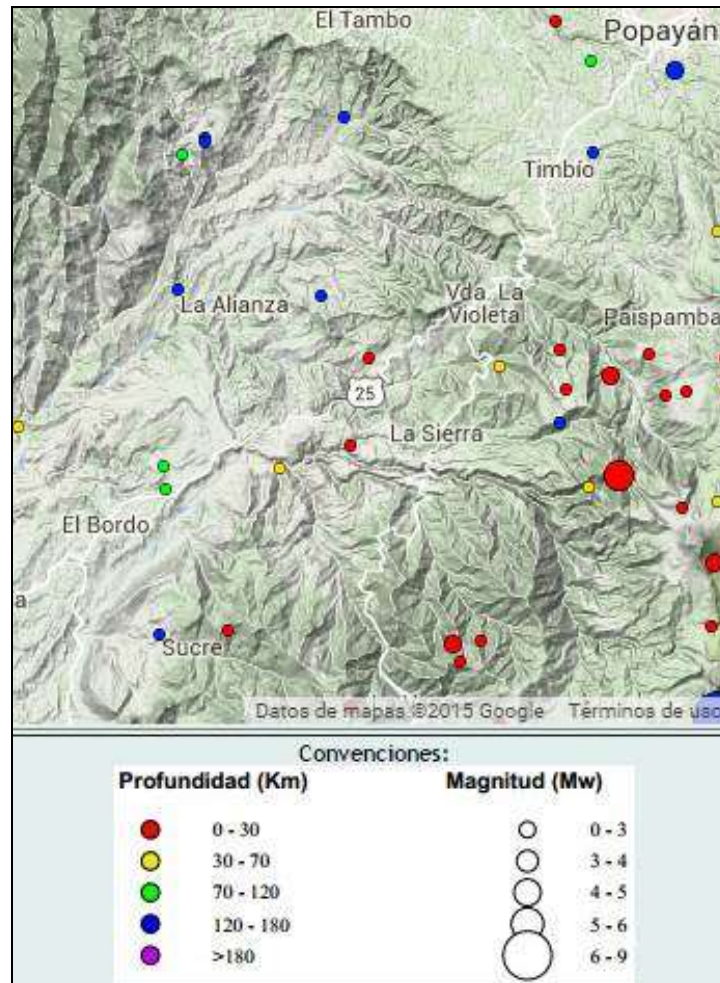 El Tambo
Popayán
Timbío
La Alianza
Vda. La
Violeta
Paispamba
25
La Sierra
El Bordo
a
Sucre
Datos de mapas ©2015 Google Términos de uso
Convenciones:
Profundidad (Km) Magnitud (Mw)
0 - 30 0 - 3
30 - 70 3 - 4
70 - 120 4 - 5
120 - 180 5 - 6
>180 6 - 9